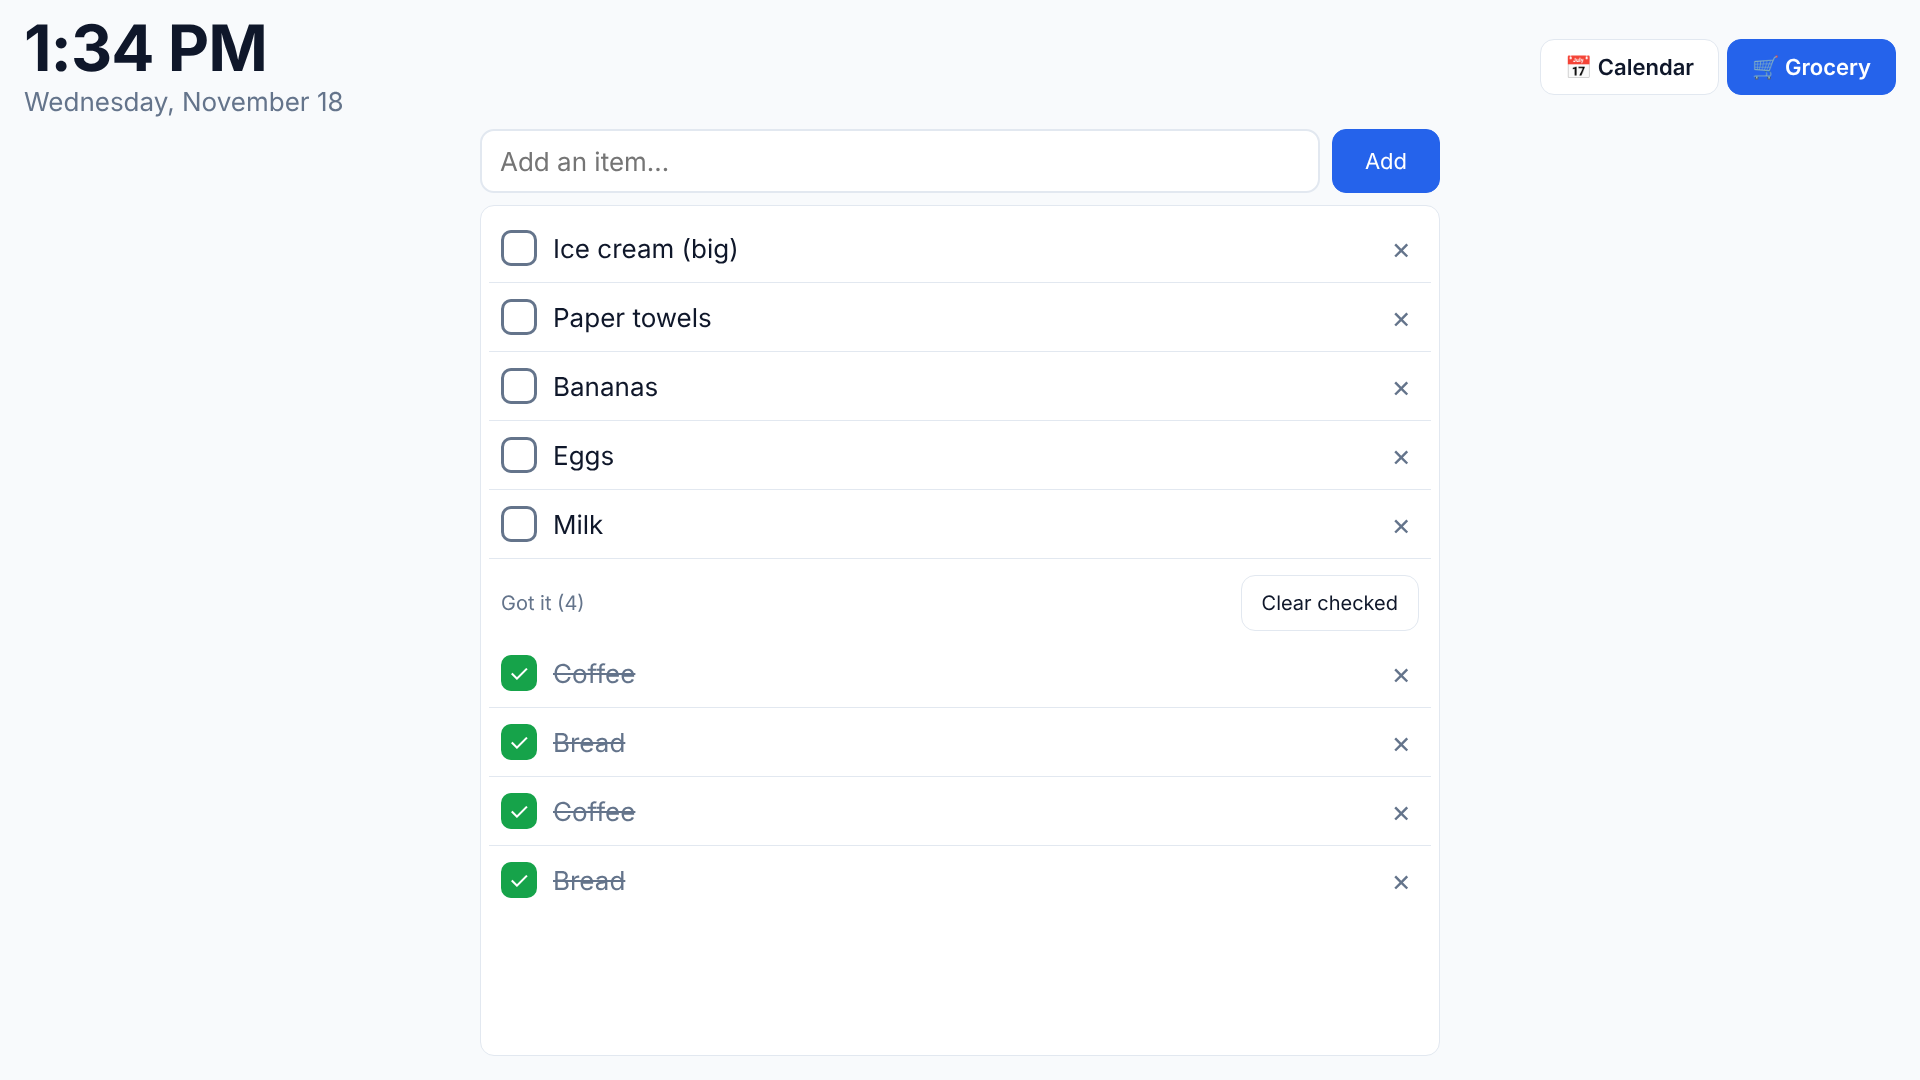 1:34 PM
Wednesday, November 18
📅 Calendar
🛒 Grocery
Add an item...
Add
Ice cream (big)
Paper towels
Bananas
Eggs
Milk
Got it (4)
Clear checked
Coffee
Bread
Coffee
Bread